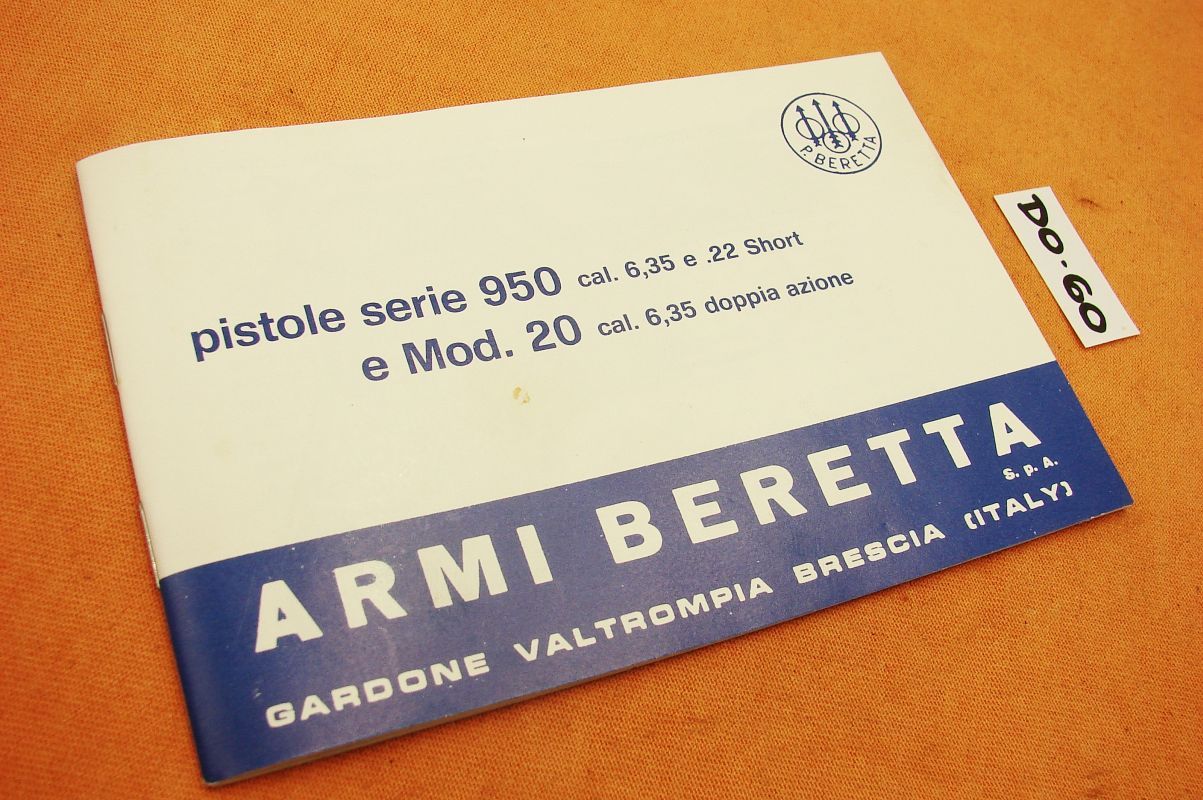 P. BERETTA
pistole serie 950 cal. 6,35 e .22 Short
e Mod. 20 cal. 6,35 doppia azione
ARMI BERETTA
S. p. A.
GARDONE VALTROMPIA BRESCIA (ITALY)
DO-60